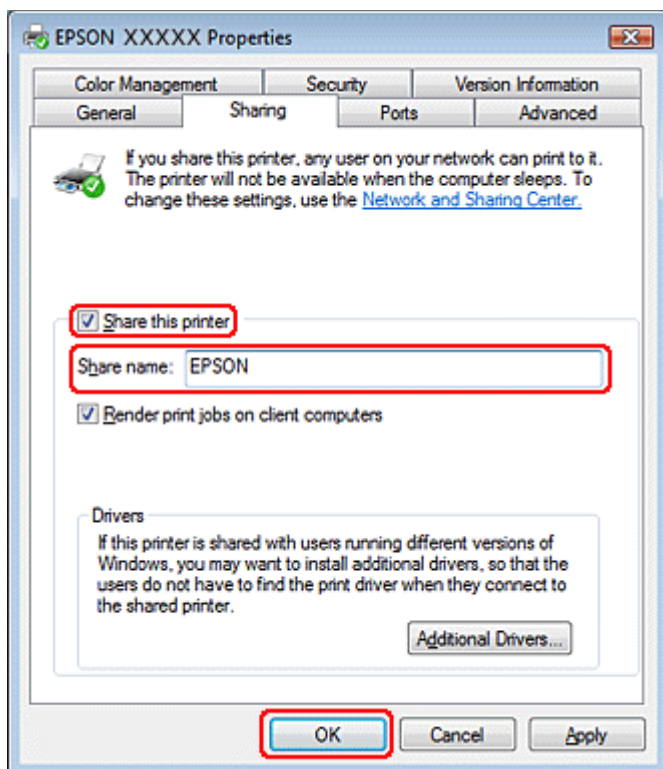 EPSON XXXXX Properties
Color Management Security Version Information
General Sharing Ports Advanced
If you share this printer, any user on your network can print to it.
The printer will not be available when the computer sleeps. To
change these settings, use the Network and Sharing Center.
Share this printer
Share name: EPSON
Render print jobs on client computers
Drivers
If this printer is shared with users running different versions of
Windows, you may want to install additional drivers, so that the
users do not have to find the print driver when they connect to
the shared printer.
Additional Drivers...
OK Cancel Apply